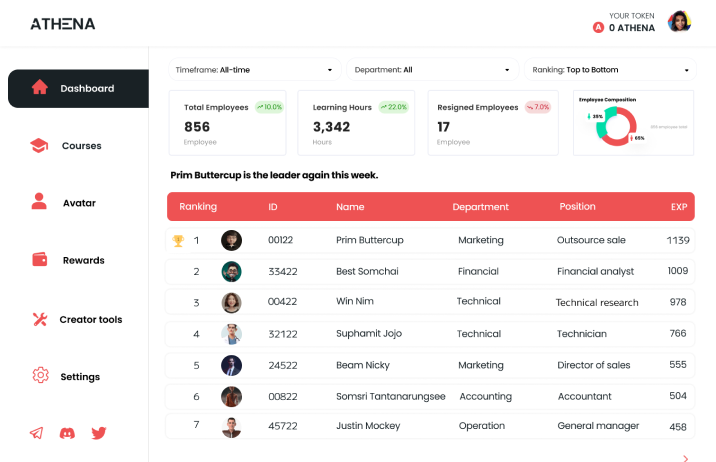 ATHENA
YOUR TOKEN
A 0 ATHENA
Timeframe: All-time
Department: All
Ranking: Top to Bottom
Dashboard
Courses
Avatar
Rewards
Creator tools
Settings
Total Employees 10.0%
856
Employee
Learning Hours 22.0%
3,342
Hours
Resigned Employees 7.0%
17
Employee
Employee Composition
35%
65%
856 employee total
Prim Buttercup is the leader again this week.
Ranking ID Name Department Position EXP
1 00122 Prim Buttercup Marketing Outsource sale 1139
2 33422 Best Somchai Financial Financial analyst 1009
3 00422 Win Nim Technical Technical research 978
4 32122 Suphamit Jojo Technical Technician 766
5 24522 Beam Nicky Marketing Director of sales 555
6 00822 Somsri Tantanarungsee Accounting Accountant 504
7 45722 Justin Mockey Operation General manager 458